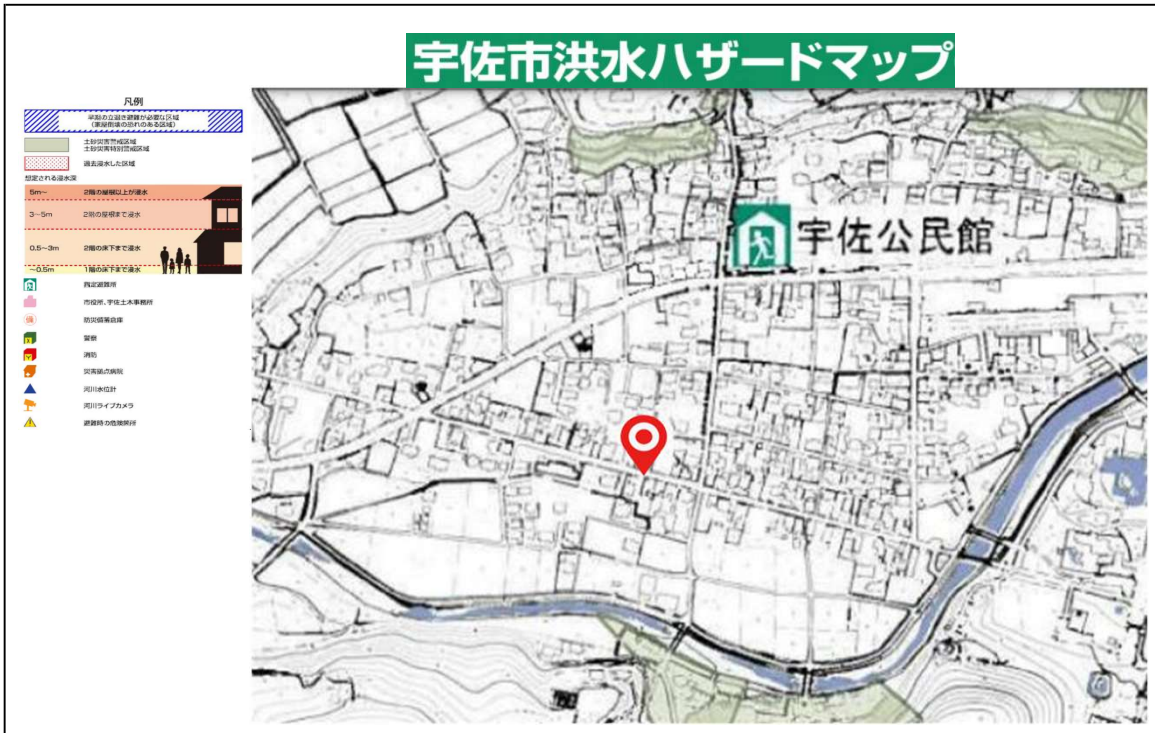 宇佐市洪水ハザードマップ
凡例
早期の立退き避難が必要な区域
(家屋倒壊の恐れのある区域)
土砂災害警戒区域
土砂災害特別警戒区域
過去浸水した区域
想定される浸水深
5m~ 2階の屋根以上が浸水
3~5m 2階の屋根まで浸水
0.5~3m 2階の床下まで浸水
~0.5m 1階の床下まで浸水
指定避難所
市役所、宇佐土木事務所
防災備蓄倉庫
警察
消防
災害拠点病院
河川水位計
河川ライブカメラ
避難時の危険箇所
宇佐公民館